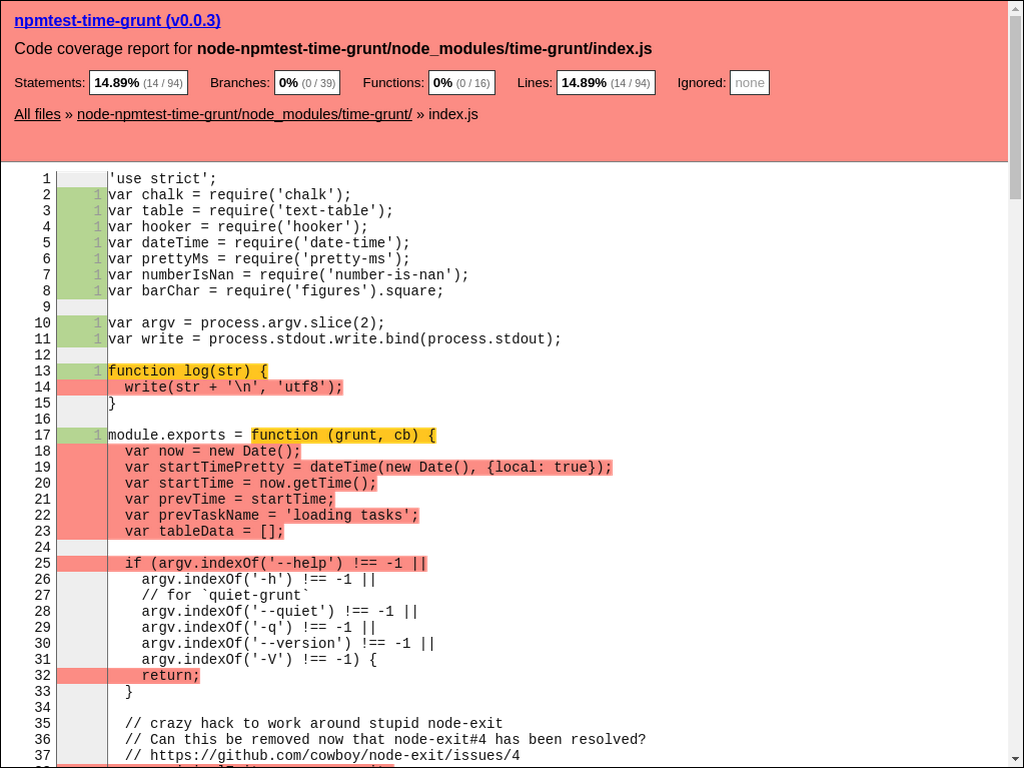 npmtest-time-grunt (v0.0.3)
Code coverage report for node-npmtest-time-grunt/node_modules/time-grunt/index.js
Statements: 14.89% (14 / 94) Branches: 0% (0 / 39) Functions: 0% (0 / 16) Lines: 14.89% (14 / 94) Ignored: none
All files » node-npmtest-time-grunt/node_modules/time-grunt/ » index.js
1 'use strict';
2 1 var chalk = require('chalk');
3 1 var table = require('text-table');
4 1 var hooker = require('hooker');
5 1 var dateTime = require('date-time');
6 1 var prettyMs = require('pretty-ms');
7 1 var numberIsNan = require('number-is-nan');
8 1 var barChar = require('figures').square;
9
10 1 var argv = process.argv.slice(2);
11 1 var write = process.stdout.write.bind(process.stdout);
12
13 1 function log(str) {
14   write(str + '\n', 'utf8');
15 }
16
17 1 module.exports = function (grunt, cb) {
18   var now = new Date();
19   var startTimePretty = dateTime(new Date(), {local: true});
20   var startTime = now.getTime();
21   var prevTime = startTime;
22   var prevTaskName = 'loading tasks';
23   var tableData = [];
24
25   if (argv.indexOf('--help') !== -1 ||
26     argv.indexOf('-h') !== -1 ||
27     // for `quiet-grunt`
28     argv.indexOf('--quiet') !== -1 ||
29     argv.indexOf('-q') !== -1 ||
30     argv.indexOf('--version') !== -1 ||
31     argv.indexOf('-V') !== -1) {
32     return;
33   }
34
35   // crazy hack to work around stupid node-exit
36   // Can this be removed now that node-exit#4 has been resolved?
37   // https://github.com/cowboy/node-exit/issues/4